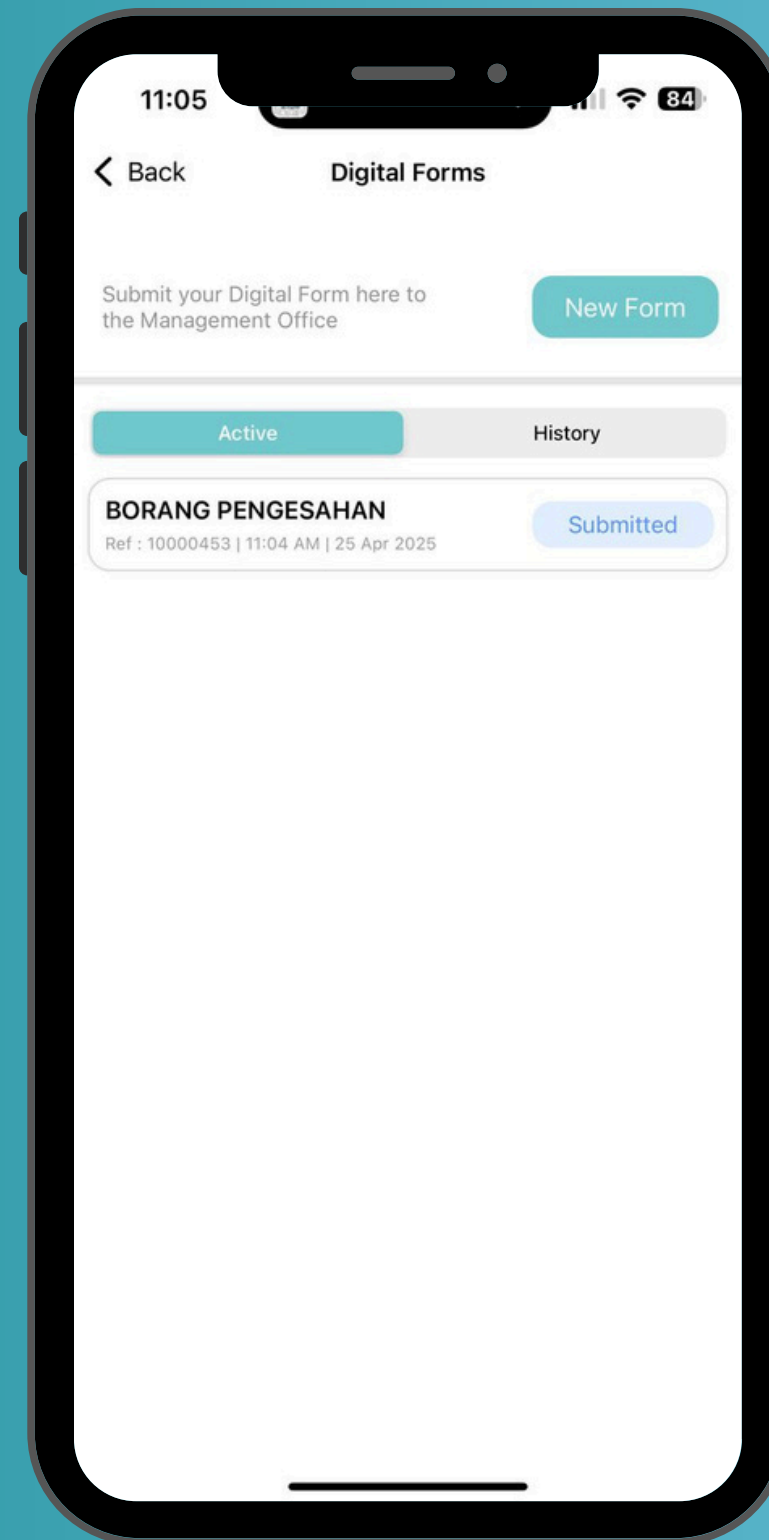 11:05
84
Back
Digital Forms
Submit your Digital Form here to
the Management Office
New Form
Active
History
BORANG PENGESAHAN
Ref : 10000453 | 11:04 AM | 25 Apr 2025
Submitted